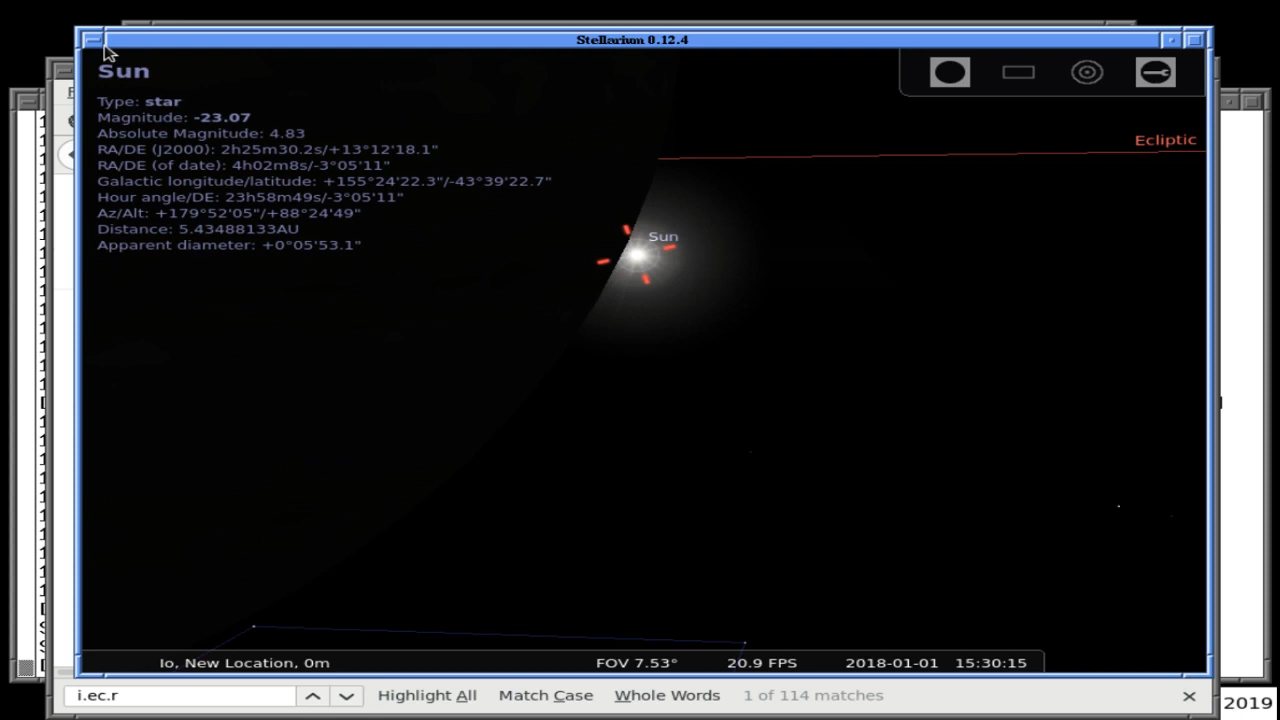 Stellarium 0.12.4
Sun
Type: star
Magnitude: -23.07
Absolute Magnitude: 4.83
RA/DE (J2000): 2h25m30.2s/+13°12'18.1"
RA/DE (of date): 4h02m8s/-3°05'11"
Galactic longitude/latitude: +155°24'22.3"/-43°39'22.7"
Hour angle/DE: 23h58m49s/-3°05'11"
Az/Alt: +179°52'05"/+88°24'49"
Distance: 5.43488133AU
Apparent diameter: +0°05'53.1"
Ecliptic
Sun
Io, New Location, 0m FOV 7.53° 20.9 FPS 2018-01-01 15:30:15
i.ec.r Highlight All Match Case Whole Words 1 of 114 matches
2019